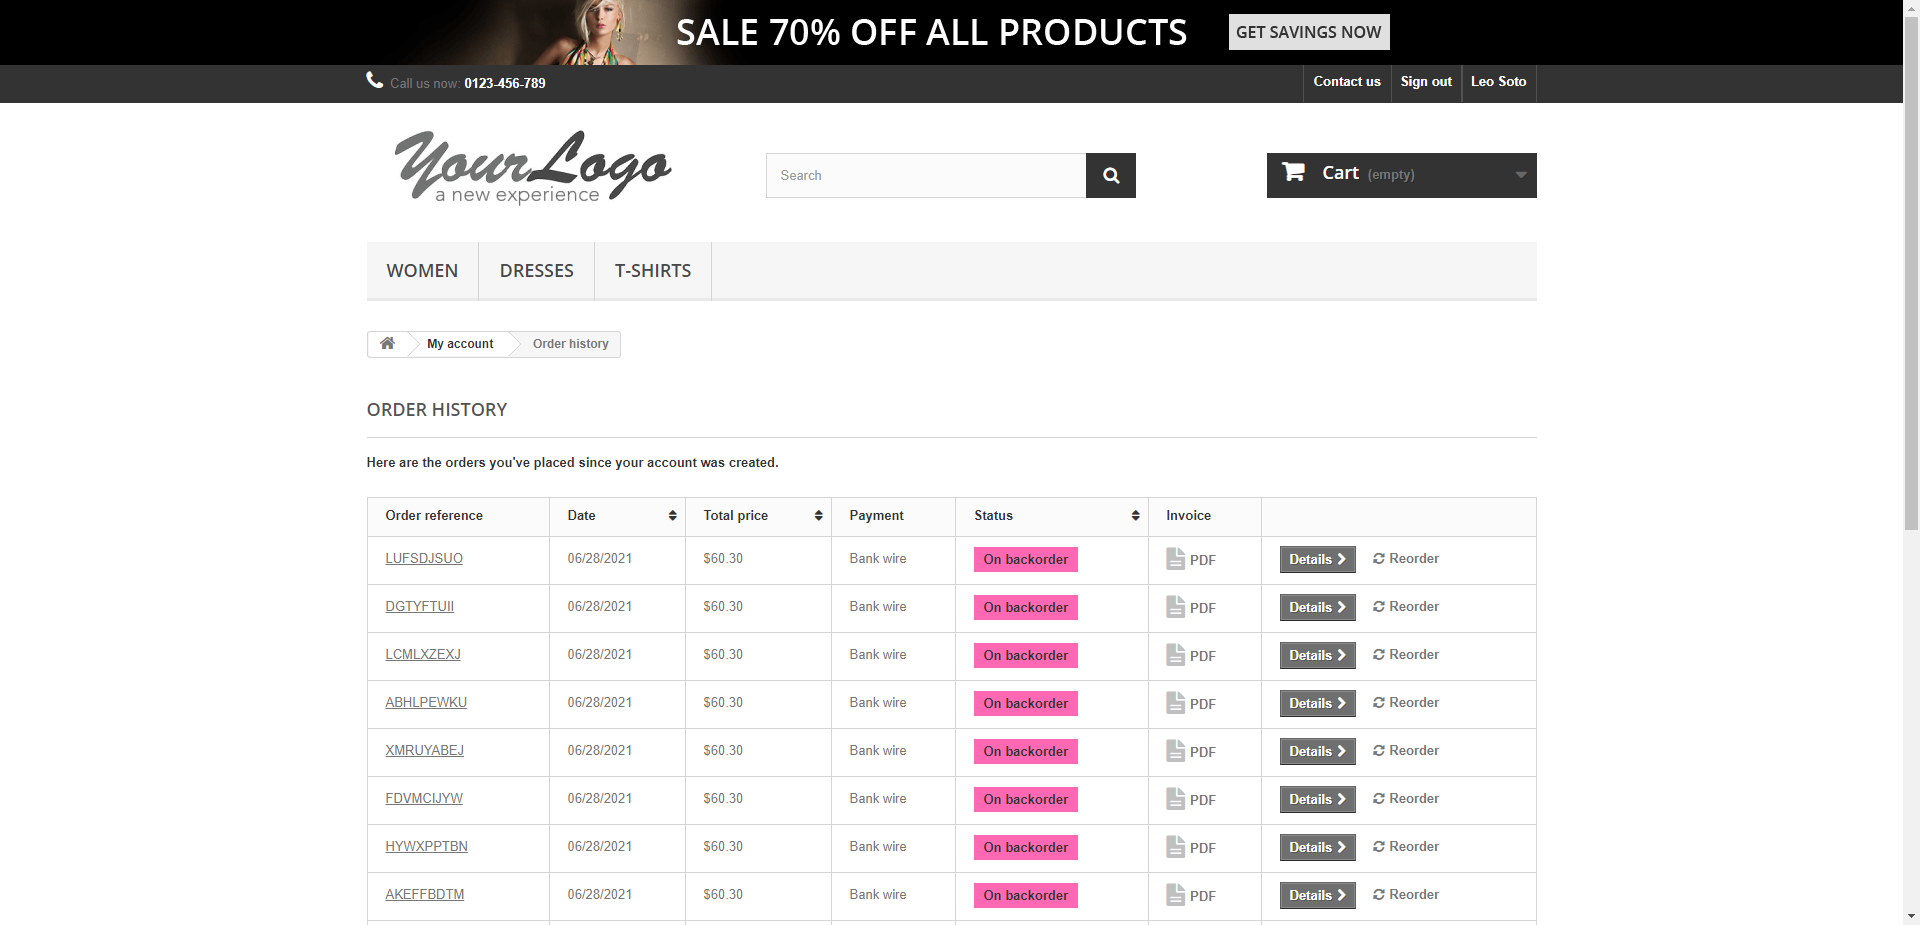 SALE 70% OFF ALL PRODUCTS GET SAVINGS NOW
Call us now: 0123-456-789 Contact us Sign out Leo Soto
YourLogo
a new experience
Search
Cart (empty)
WOMEN DRESSES T-SHIRTS
My account Order history
ORDER HISTORY
Here are the orders you've placed since your account was created.
Order reference Date Total price Payment Status Invoice
LUFSDJSUO 06/28/2021 $60.30 Bank wire On backorder PDF Details Reorder
DGTYFTUII 06/28/2021 $60.30 Bank wire On backorder PDF Details Reorder
LCMLXZEXJ 06/28/2021 $60.30 Bank wire On backorder PDF Details Reorder
ABHLPEWKU 06/28/2021 $60.30 Bank wire On backorder PDF Details Reorder
XMRUYABEJ 06/28/2021 $60.30 Bank wire On backorder PDF Details Reorder
FDVMCIJYW 06/28/2021 $60.30 Bank wire On backorder PDF Details Reorder
HYWXPPTBN 06/28/2021 $60.30 Bank wire On backorder PDF Details Reorder
AKEFFBDTM 06/28/2021 $60.30 Bank wire On backorder PDF Details Reorder